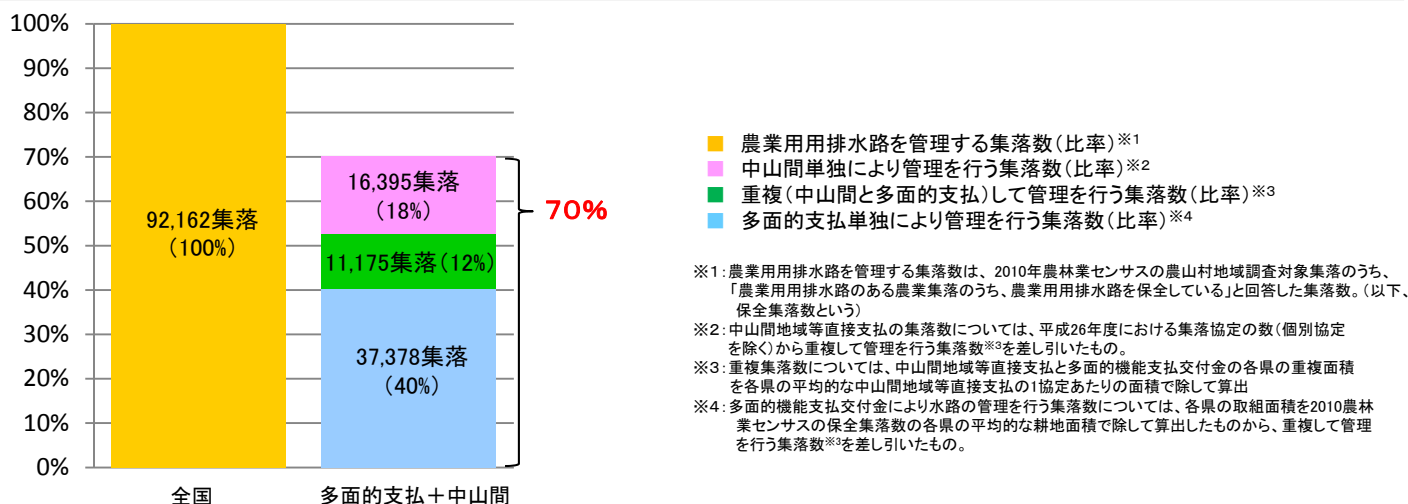 100%
90%
80%
70%
60%
50%
40%
30%
20%
10%
0%
92,162集落
(100%)
16,395集落
(18%)
11,175集落(12%)
37,378集落
(40%)
70%
全国
多面的支払＋中山間
農業用用排水路を管理する集落数(比率)※1
中山間単独により管理を行う集落数(比率)※2
重複(中山間と多面的支払)して管理を行う集落数(比率)※3
多面的支払単独により管理を行う集落数(比率)※4
※1:農業用用排水路を管理する集落数は、2010年農林業センサスの農山村地域調査対象集落のうち、
「農業用用排水路のある農業集落のうち、農業用用排水路を保全している」と回答した集落数。(以下、
保全集落数という)
※2:中山間地域等直接支払の集落数については、平成26年度における集落協定の数(個別協定
を除く)から重複して管理を行う集落数※3を差し引いたもの。
※3:重複集落数については、中山間地域等直接支払と多面的機能支払交付金の各県の重複面積
を各県の平均的な中山間地域等直接支払の1協定あたりの面積で除して算出
※4:多面的機能支払交付金により水路の管理を行う集落数については、各県の取組面積を2010農林
業センサスの保全集落数の各県の平均的な耕地面積で除して算出したものから、重複して管理
を行う集落数※3を差し引いたもの。